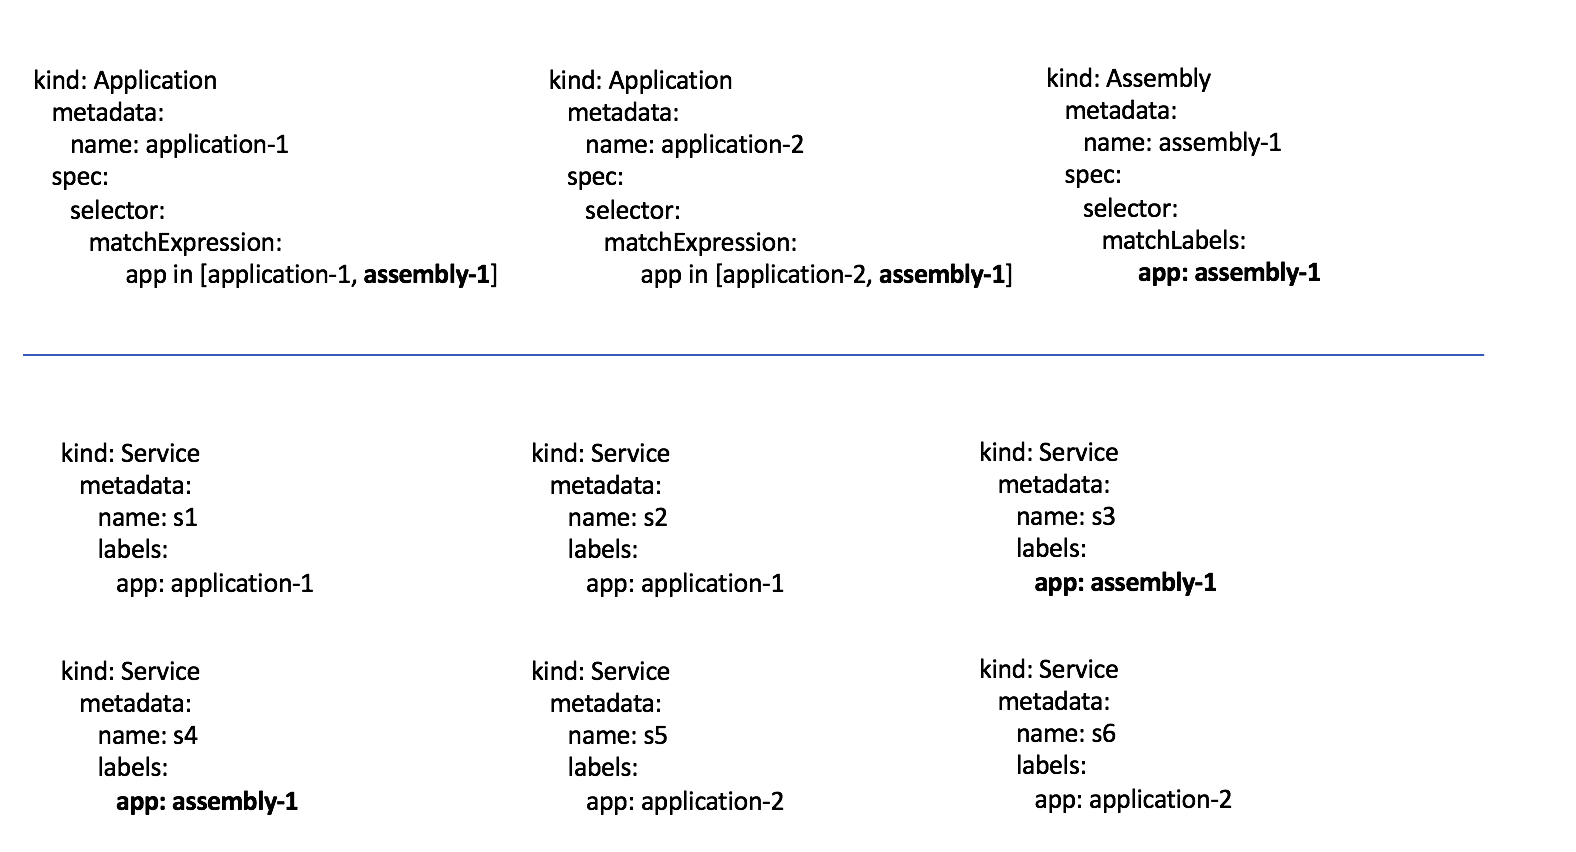 kind: Application
metadata:
name: application-1
spec:
selector:
matchExpression:
app in [application-1, assembly-1]
kind: Application
metadata:
name: application-2
spec:
selector:
matchExpression:
app in [application-2, assembly-1]
kind: Assembly
metadata:
name: assembly-1
spec:
selector:
matchLabels:
app: assembly-1
kind: Service
metadata:
name: s1
labels:
app: application-1
kind: Service
metadata:
name: s2
labels:
app: application-1
kind: Service
metadata:
name: s3
labels:
app: assembly-1
kind: Service
metadata:
name: s4
labels:
app: assembly-1
kind: Service
metadata:
name: s5
labels:
app: application-2
kind: Service
metadata:
name: s6
labels:
app: application-2